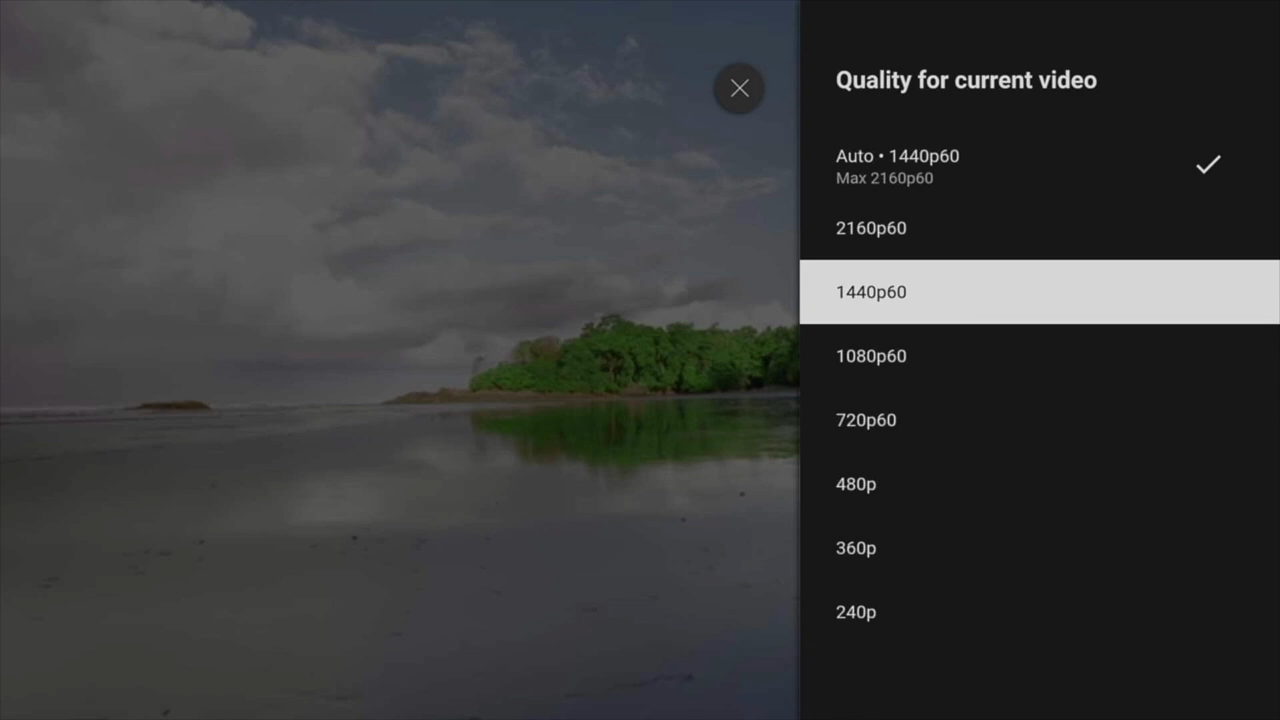 Quality for current video
Auto • 1440p60
Max 2160p60
2160p60
1440p60
1080p60
720p60
480p
360p
240p